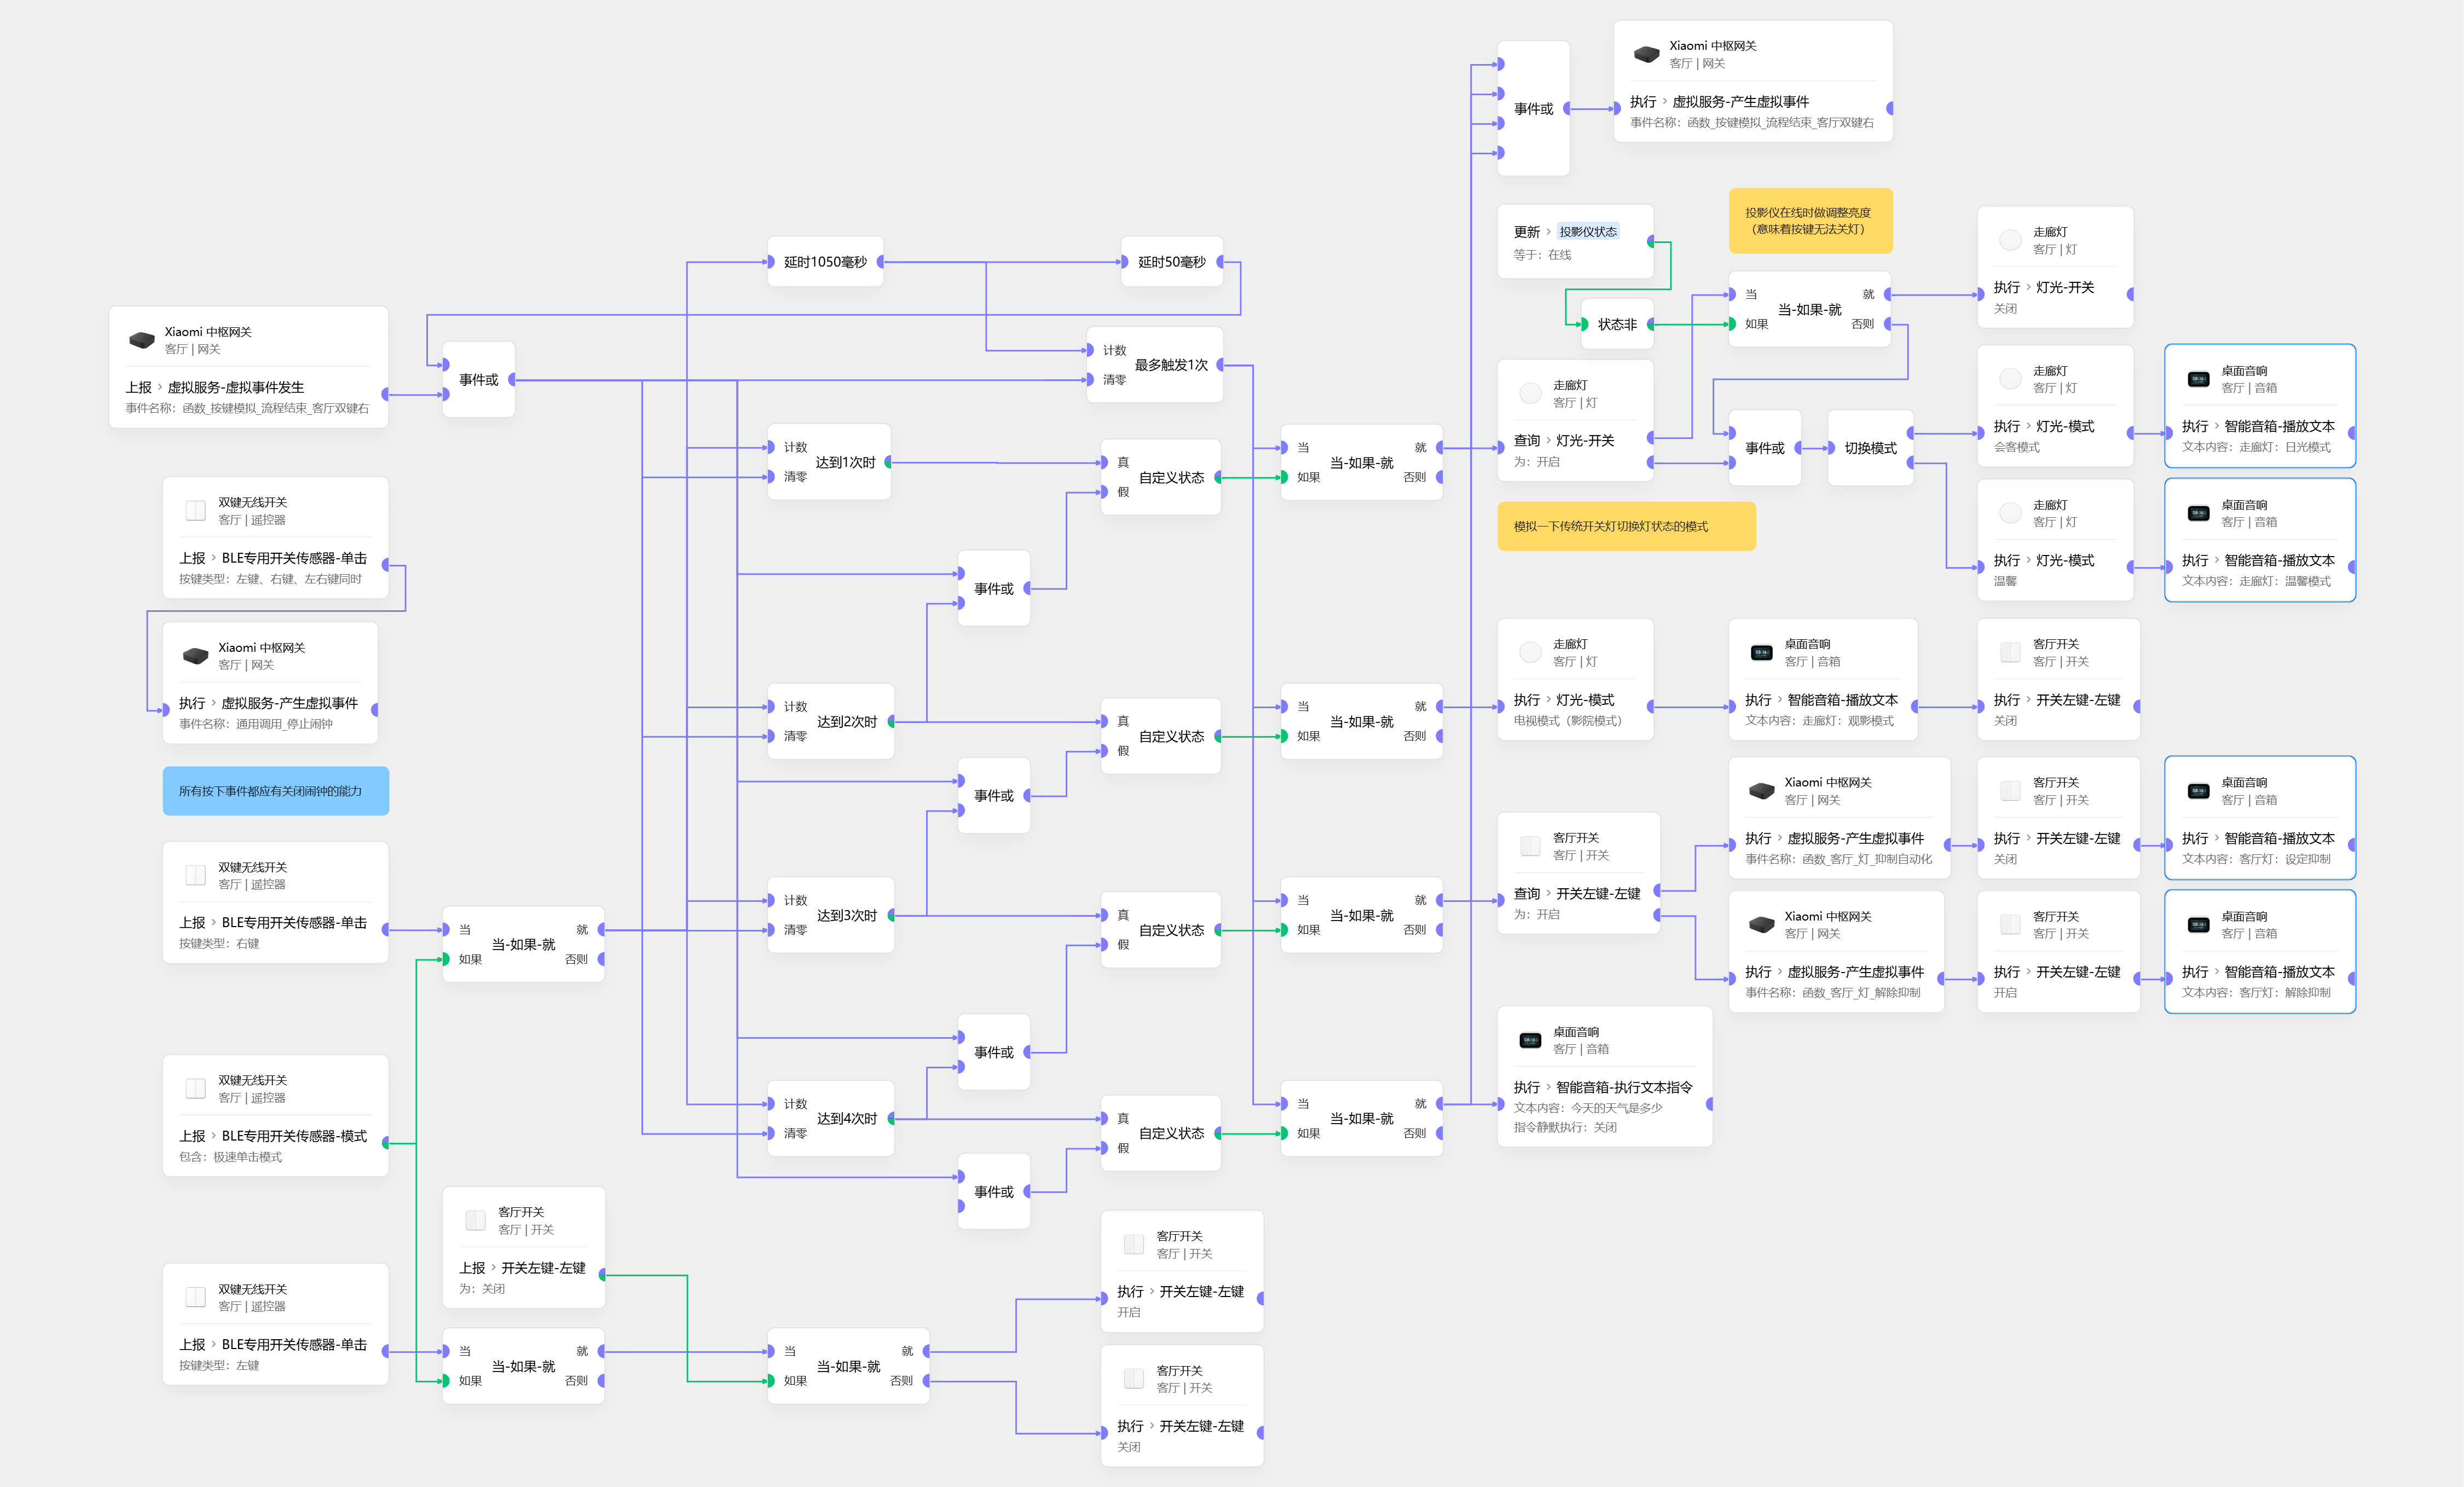 Xiaomi 中枢网关
客厅 | 网关
上报 › 虚拟服务-虚拟事件发生
事件名称：函数_按键模拟_流程结束_客厅双键右
双键无线开关
客厅 | 遥控器
上报 › BLE专用开关传感器-单击
按键类型：左键、右键、左右键同时
Xiaomi 中枢网关
客厅 | 网关
执行 › 虚拟服务-产生虚拟事件
事件名称：通用调用_停止闹钟
所有按下事件都应有关闭闹钟的能力
双键无线开关
客厅 | 遥控器
上报 › BLE专用开关传感器-单击
按键类型：右键
双键无线开关
客厅 | 遥控器
上报 › BLE专用开关传感器-模式
包含：极速单击模式
双键无线开关
客厅 | 遥控器
上报 › BLE专用开关传感器-单击
按键类型：左键
事件或
当 就
当-如果-就
如果 否则
客厅开关
客厅 | 开关
上报 › 开关左键-左键
为：关闭
当 就
当-如果-就
如果 否则
延时1050毫秒
计数
达到1次时
清零
计数
达到2次时
清零
计数
达到3次时
清零
计数
达到4次时
清零
当 就
当-如果-就
如果 否则
事件或
事件或
事件或
事件或
延时50毫秒
计数
最多触发1次
清零
真
自定义状态
假
真
自定义状态
假
真
自定义状态
假
真
自定义状态
假
客厅开关
客厅 | 开关
执行 › 开关左键-左键
开启
客厅开关
客厅 | 开关
执行 › 开关左键-左键
关闭
当 就
当-如果-就
如果 否则
当 就
当-如果-就
如果 否则
当 就
当-如果-就
如果 否则
当 就
当-如果-就
如果 否则
事件或
Xiaomi 中枢网关
客厅 | 网关
执行 › 虚拟服务-产生虚拟事件
事件名称：函数_按键模拟_流程结束_客厅双键右
更新 › 投影仪状态
等于：在线
投影仪在线时做调整亮度
（意味着按键无法关灯）
状态非
当 就
当-如果-就
如果 否则
走廊灯
客厅 | 灯
执行 › 灯光-开关
关闭
走廊灯
客厅 | 灯
查询 › 灯光-开关
为：开启
事件或
切换模式
走廊灯
客厅 | 灯
执行 › 灯光-模式
会客模式
桌面音响
客厅 | 音箱
执行 › 智能音箱-播放文本
文本内容：走廊灯：日光模式
模拟一下传统开关灯切换灯状态的模式
走廊灯
客厅 | 灯
执行 › 灯光-模式
温馨
桌面音响
客厅 | 音箱
执行 › 智能音箱-播放文本
文本内容：走廊灯：温馨模式
走廊灯
客厅 | 灯
执行 › 灯光-模式
电视模式（影院模式）
桌面音响
客厅 | 音箱
执行 › 智能音箱-播放文本
文本内容：走廊灯：观影模式
客厅开关
客厅 | 开关
执行 › 开关左键-左键
关闭
客厅开关
客厅 | 开关
查询 › 开关左键-左键
为：开启
Xiaomi 中枢网关
客厅 | 网关
执行 › 虚拟服务-产生虚拟事件
事件名称：函数_客厅_灯_抑制自动化
客厅开关
客厅 | 开关
执行 › 开关左键-左键
关闭
桌面音响
客厅 | 音箱
执行 › 智能音箱-播放文本
文本内容：客厅灯：设定抑制
Xiaomi 中枢网关
客厅 | 网关
执行 › 虚拟服务-产生虚拟事件
事件名称：函数_客厅_灯_解除抑制
客厅开关
客厅 | 开关
执行 › 开关左键-左键
开启
桌面音响
客厅 | 音箱
执行 › 智能音箱-播放文本
文本内容：客厅灯：解除抑制
桌面音响
客厅 | 音箱
执行 › 智能音箱-执行文本指令
文本内容：今天的天气是多少
指令静默执行：关闭